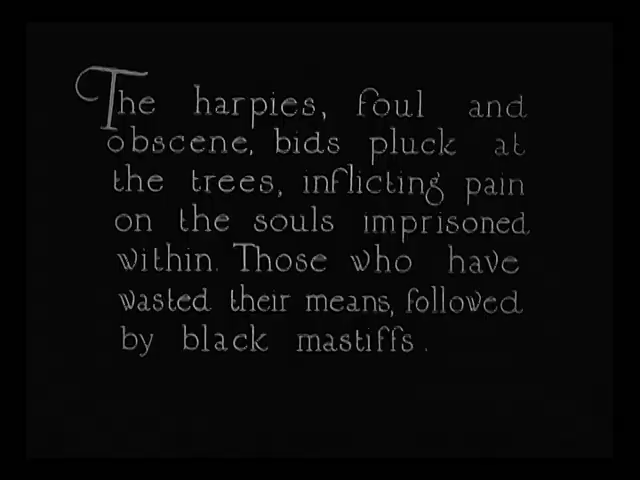 The harpies, foul and
obscene, bids pluck at
the trees, inflicting pain
on the souls imprisoned
within. Those who have
wasted their means, followed
by black mastiffs.